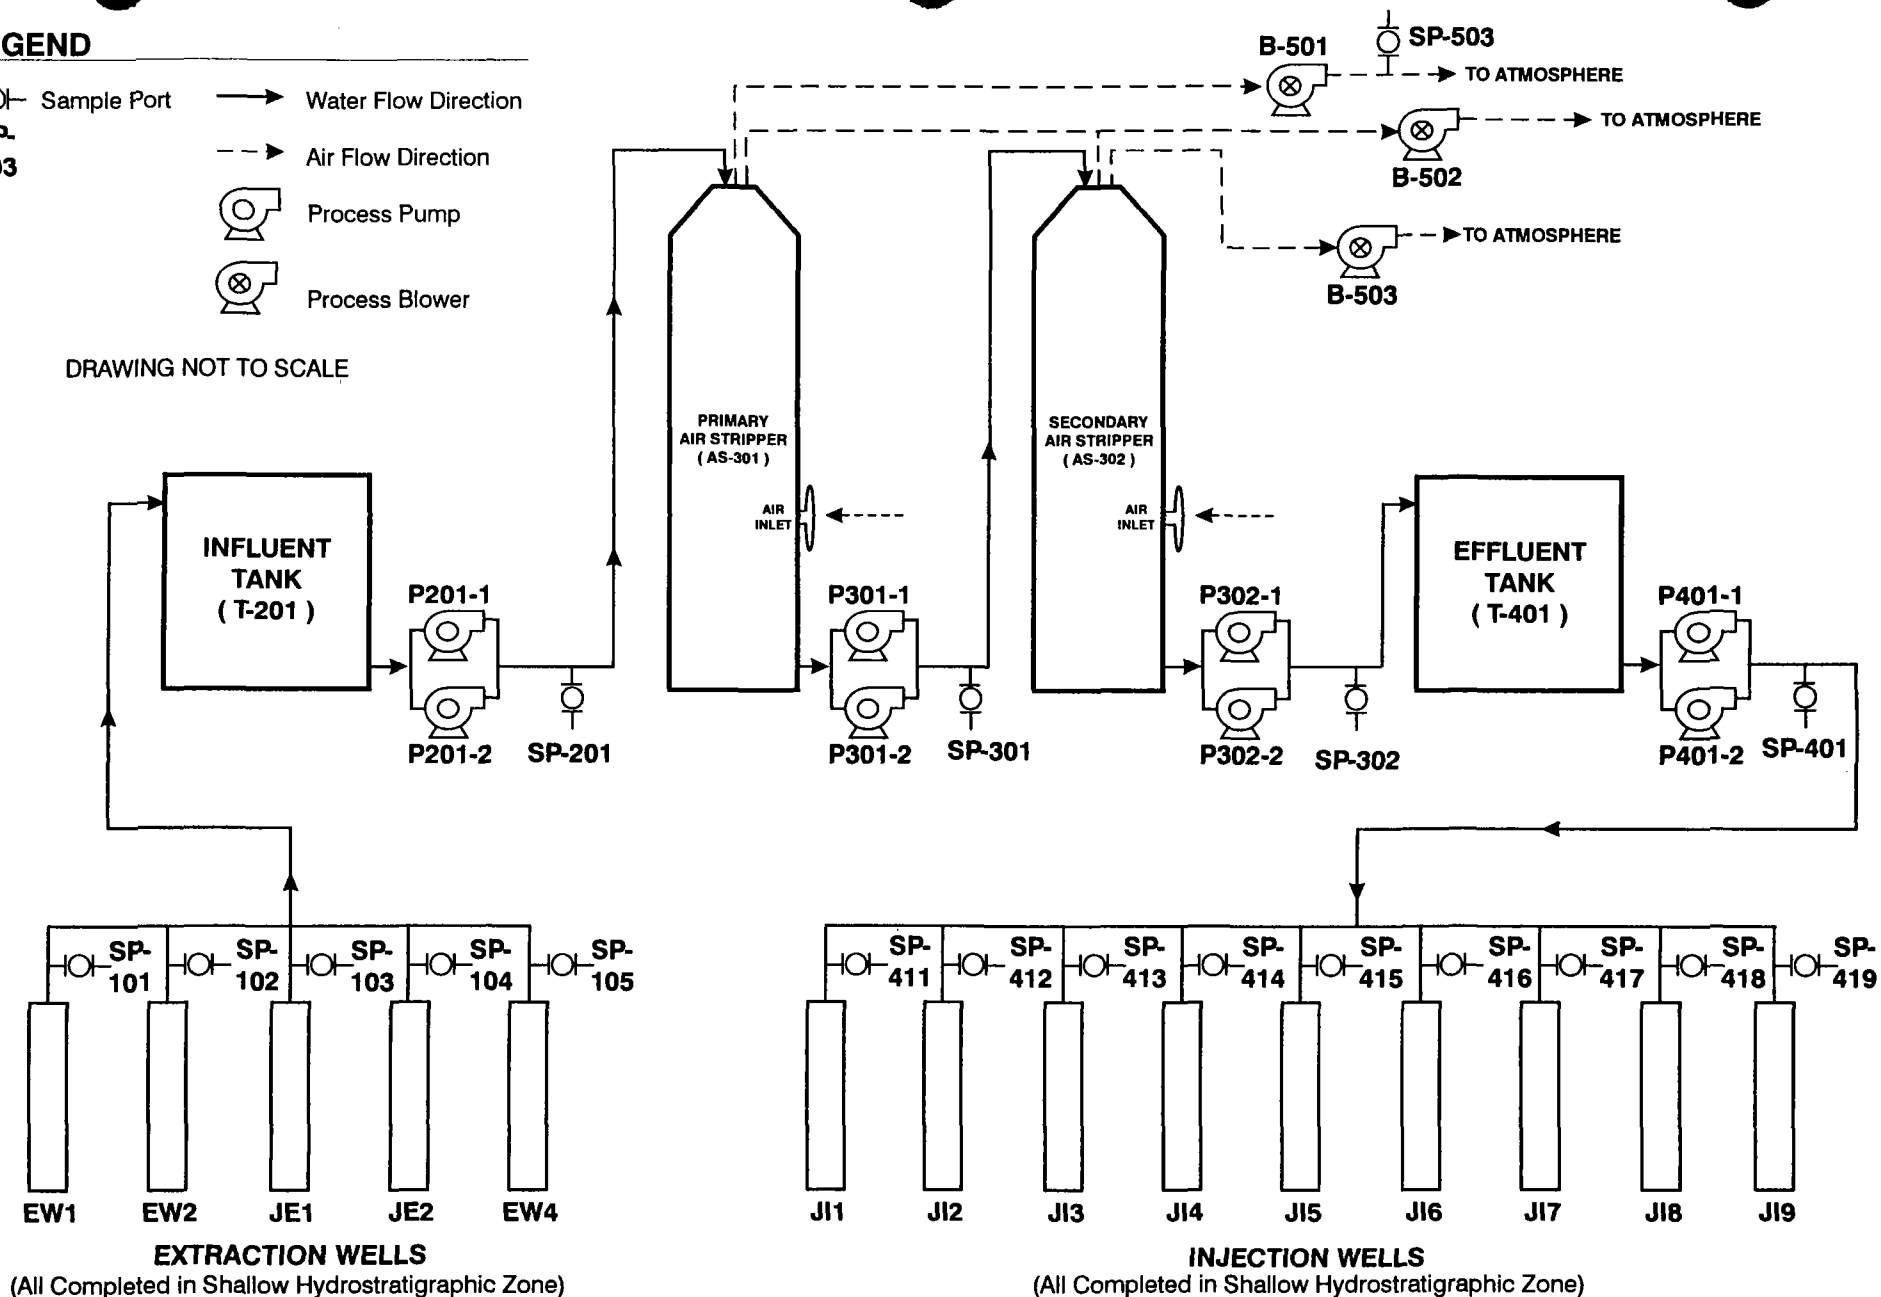 GEND
Sample Port
Water Flow Direction
P-
03
Air Flow Direction
Process Pump
Process Blower
DRAWING NOT TO SCALE
B-501
SP-503
TO ATMOSPHERE
TO ATMOSPHERE
B-502
TO ATMOSPHERE
B-503
PRIMARY
AIR STRIPPER
( AS-301 )
AIR
INLET
SECONDARY
AIR STRIPPER
( AS-302 )
AIR
INLET
INFLUENT
TANK
( T-201 )
P201-1
P201-2
SP-201
P301-1
P301-2
SP-301
P302-1
P302-2
SP-302
EFFLUENT
TANK
( T-401 )
P401-1
P401-2
SP-401
SP-
101
SP-
102
SP-
103
SP-
104
SP-
105
EW1
EW2
JE1
JE2
EW4
EXTRACTION WELLS
(All Completed in Shallow Hydrostratigraphic Zone)
SP-
411
SP-
412
SP-
413
SP-
414
SP-
415
SP-
416
SP-
417
SP-
418
SP-
419
JI1
JI2
JI3
JI4
JI5
JI6
JI7
JI8
JI9
INJECTION WELLS
(All Completed in Shallow Hydrostratigraphic Zone)